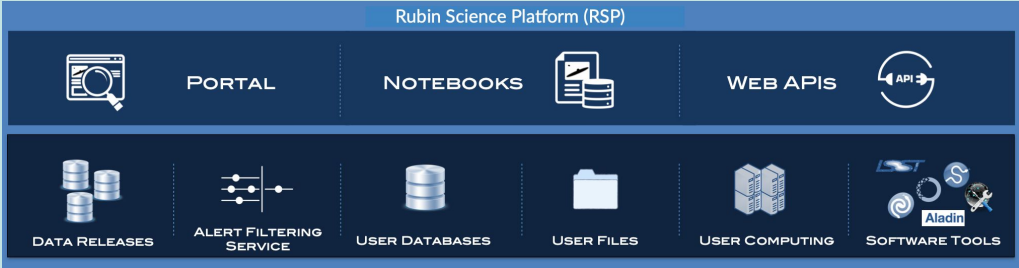 Rubin Science Platform (RSP)
PORTAL
NOTEBOOKS
WEB APIS
API
LSST
Aladin
DATA RELEASES
ALERT FILTERING
SERVICE
USER DATABASES
USER FILES
USER COMPUTING
SOFTWARE TOOLS